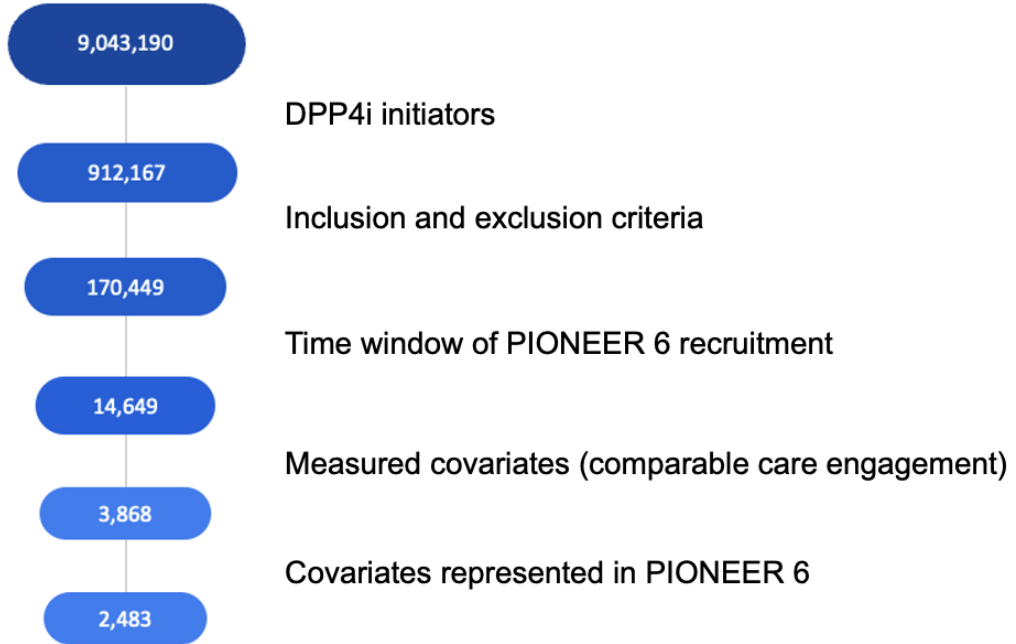 9,043,190
DPP4i initiators
912,167
Inclusion and exclusion criteria
170,449
Time window of PIONEER 6 recruitment
14,649
Measured covariates (comparable care engagement)
3,868
Covariates represented in PIONEER 6
2,483